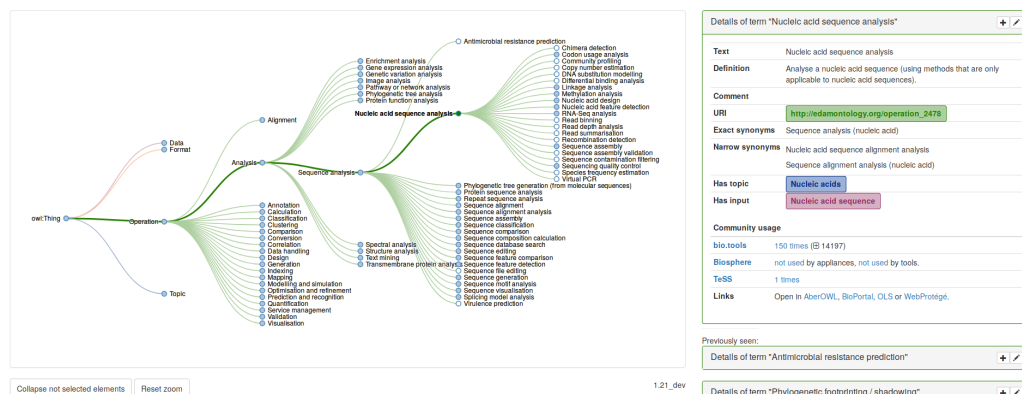 Antimicrobial resistance prediction
Chimera detection
Codon usage analysis
Community profiling
Copy number estimation
DNA substitution modelling
Differential binding analysis
Linkage analysis
Methylation analysis
Nucleic acid design
Nucleic acid feature detection
RNA-Seq analysis
Read binning
Read depth analysis
Read summarisation
Recombination detection
Sequence assembly
Sequence assembly validation
Sequence contamination filtering
Sequencing quality control
Species frequency estimation
Virtual PCR
Enrichment analysis
Gene expression analysis
Genetic variation analysis
Image analysis
Pathway or network analysis
Phylogenetic tree analysis
Protein function analysis
Nucleic acid sequence analysis
Alignment
Data
Format
Analysis
Sequence analysis
Phylogenetic tree generation (from molecular sequences)
Protein sequence analysis
Repeat sequence analysis
Sequence alignment
Sequence alignment analysis
Sequence assembly
Sequence classification
Sequence comparison
Sequence composition calculation
Sequence database search
Sequence editing
Sequence feature comparison
Sequence feature detection
Sequence file editing
Sequence generation
Sequence motif analysis
Sequence visualisation
Splicing model analysis
Virulence prediction
owl:Thing
Operation
Annotation
Calculation
Classification
Clustering
Comparison
Conversion
Correlation
Data handling
Design
Generation
Indexing
Mapping
Modelling and simulation
Optimisation and refinement
Prediction and recognition
Quantification
Service management
Validation
Visualisation
Spectral analysis
Structure analysis
Text mining
Transmembrane protein analysis
Topic
Collapse not selected elements
Reset zoom
1.21_dev
Details of term "Nucleic acid sequence analysis"
Text Nucleic acid sequence analysis
Definition Analyse a nucleic acid sequence (using methods that are only
applicable to nucleic acid sequences).
Comment
URI http://edamontology.org/operation_2478
Exact synonyms Sequence analysis (nucleic acid)
Narrow synonyms Nucleic acid sequence alignment analysis
Sequence alignment analysis (nucleic acid)
Has topic Nucleic acids
Has input Nucleic acid sequence
Community usage
bio.tools 150 times (⊞ 14197)
Biosphere not used by appliances, not used by tools.
TeSS 1 times
Links Open in AberOWL, BioPortal, OLS or WebProtégé.
Previously seen:
Details of term "Antimicrobial resistance prediction"
Details of term "Phylogenetic footprinting / shadowing"